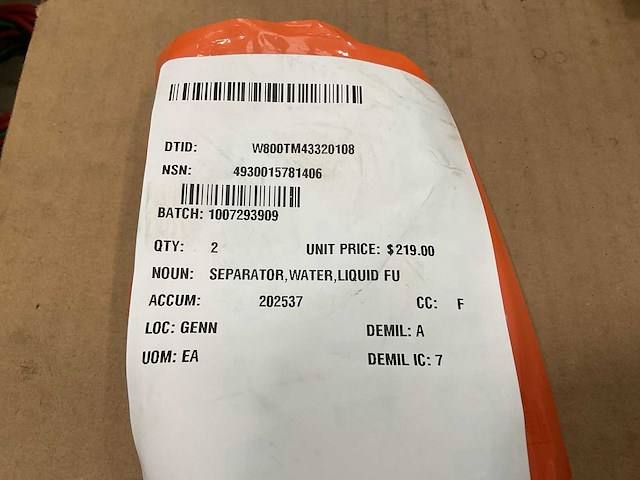 DTID: W800TM43320108
NSN: 4930015781406
BATCH: 1007293909
QTY: 2 UNIT PRICE: $219.00
NOUN: SEPARATOR,WATER,LIQUID FU
ACCUM: 202537 CC: F
LOC: GENN DEMIL: A
UOM: EA DEMIL IC: 7